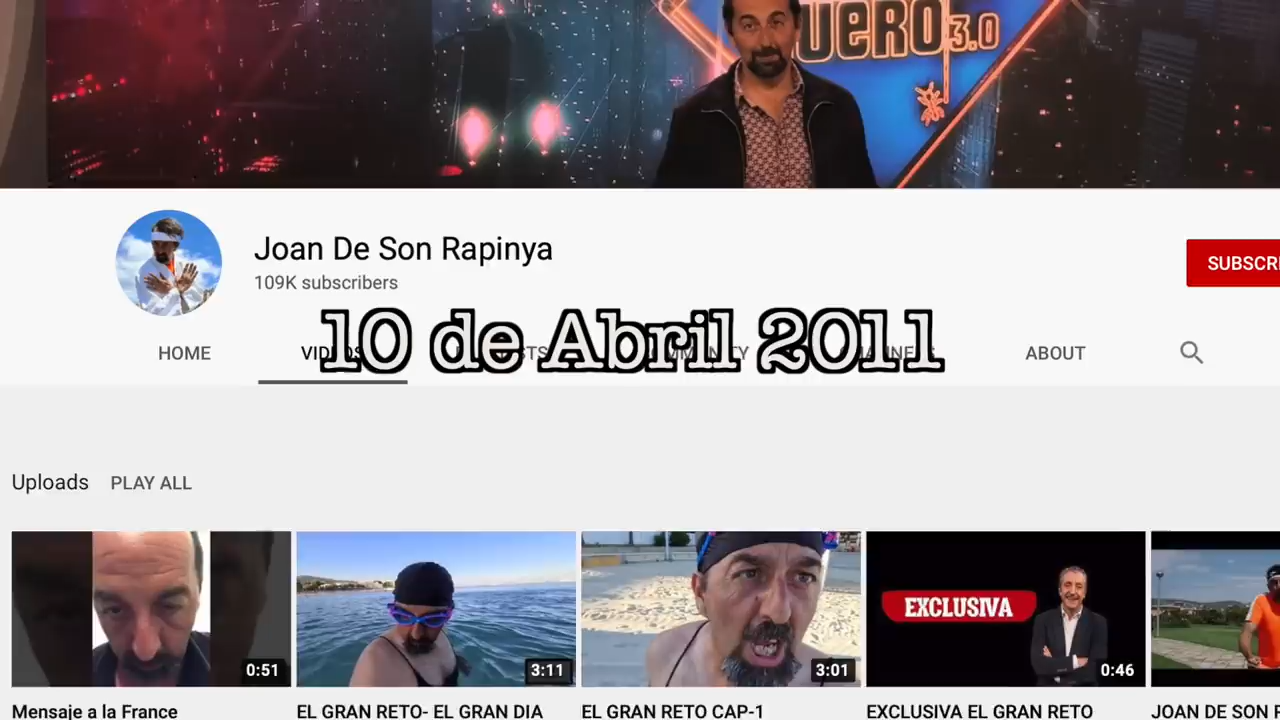 UERO 3.0
Joan De Son Rapinya
109K subscribers
SUBSCRI
10 de Abril 2011
HOME
VIDEOS
ABOUT
Uploads
PLAY ALL
0:51
3:11
3:01
EXCLUSIVA
0:46
Mensaje a la France
EL GRAN RETO- EL GRAN DIA
EL GRAN RETO CAP-1
EXCLUSIVA EL GRAN RETO
JOAN DE SON F